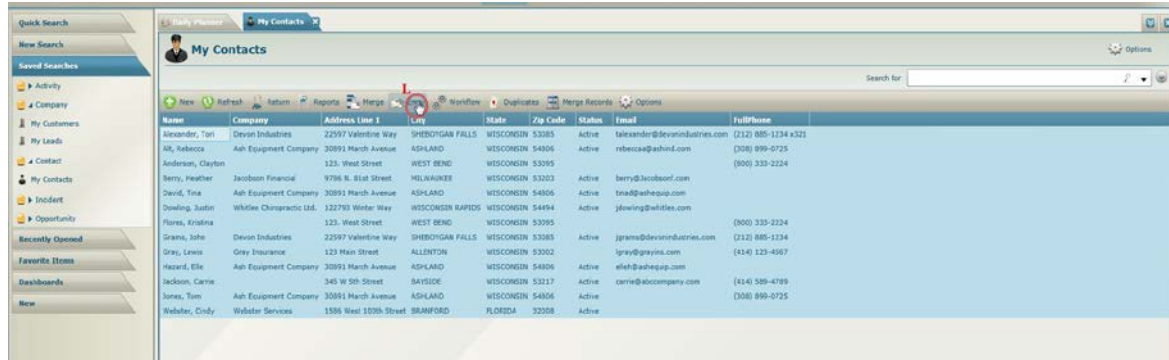 Daily Planner My Contacts X
Quick Search
New Search
Saved Searches
Activity
Company
My Customers
My Leads
Contact
My Contacts
Incident
Opportunity
Recently Opened
Favorite Items
Dashboards
New
My Contacts
Options
Search for
L
New Refresh Return Reports Merge Workflow Duplicates Merge Records Options
Name Company Address Line 1 City State Zip Code Status Email FullPhone
Alexander, Tori Devon Industries 22597 Valentine Way SHEBOYGAN FALLS WISCONSIN 53085 Active talexander@devonindustries.com (212) 885-1234 x321
Alt, Rebecca Ash Equipment Company 30891 March Avenue ASHLAND WISCONSIN 54806 Active rebeccaa@ashind.com (308) 899-0725
Anderson, Clayton 123. West Street WEST BEND WISCONSIN 53095 (800) 333-2224
Berry, Heather Jacobson Financial 9786 N. 81st Street MILWAUKEE WISCONSIN 53203 Active berry@Jacobsonf.com
David, Tina Ash Equipment Company 30891 March Avenue ASHLAND WISCONSIN 54806 Active tinad@ashequip.com
Dowling, Justin Whitles Chiropractic Ltd. 122793 Winter Way WISCONSIN RAPIDS WISCONSIN 54494 Active jdowling@whitles.com
Flores, Kristina 123. West Street WEST BEND WISCONSIN 53095 (800) 333-2224
Grams, John Devon Industries 22597 Valentine Way SHEBOYGAN FALLS WISCONSIN 53085 Active jgrams@devonindustries.com (212) 885-1234
Gray, Lewis Gray Insurance 123 Main Street ALLENTON WISCONSIN 53002 lgray@grayins.com (414) 123-4567
Hazard, Elle Ash Equipment Company 30891 March Avenue ASHLAND WISCONSIN 54806 Active elleh@ashequip.com
Jackson, Carrie 345 W 5th Street BAYSIDE WISCONSIN 53217 Active carrie@abccompany.com (414) 589-4789
Jones, Tom Ash Equipment Company 30891 March Avenue ASHLAND WISCONSIN 54806 Active (308) 899-0725
Webster, Cindy Webster Services 1586 West 100th Street BRANFORD FLORIDA 32008 Active